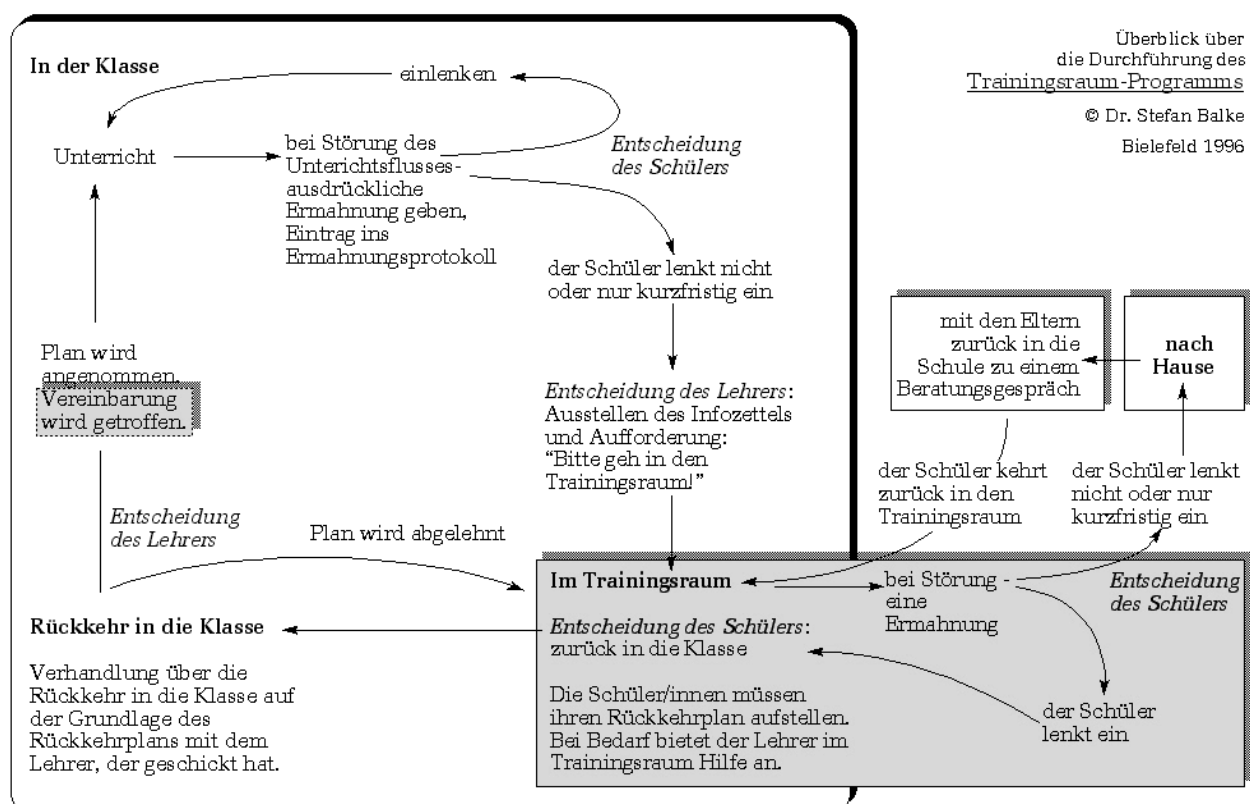 Überblick über
die Durchführung des
Trainingsraum-Programms
© Dr. Stefan Balke
Bielefeld 1996
In der Klasse
einlenken
Unterricht
bei Störung des
Unterichtsflusses-
ausdrückliche
Ermahnung geben,
Eintrag ins
Ermahnungsprotokoll
Entscheidung
des Schülers
der Schüler lenkt nicht
oder nur kurzfristig ein
Plan wird
angenommen.
Vereinbarung
wird getroffen.
Entscheidung des Lehrers:
Ausstellen des Infozettels
und Aufforderung:
“Bitte geh in den
Trainingsraum!”
mit den Eltern
zurück in die
Schule zu einem
Beratungsgespräch
nach
Hause
der Schüler kehrt
zurück in den
Trainingsraum
der Schüler lenkt
nicht oder nur
kurzfristig ein
Entscheidung
des Lehrers
Plan wird abgelehnt
Im Trainingsraum
bei Störung -
eine
Ermahnung
Entscheidung
des Schülers
Entscheidung des Schülers:
zurück in die Klasse
Die Schüler/innen müssen
ihren Rückkehrplan aufstellen.
Bei Bedarf bietet der Lehrer im
Trainingsraum Hilfe an.
der Schüler
lenkt ein
Rückkehr in die Klasse
Verhandlung über die
Rückkehr in die Klasse auf
der Grundlage des
Rückkehrplans mit dem
Lehrer, der geschickt hat.